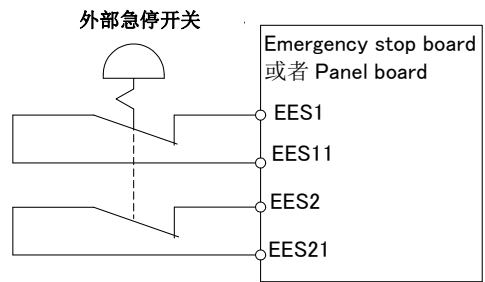 外部急停开关
Emergency stop board
或者 Panel board
EES1
EES11
EES2
EES21